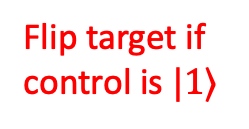 Flip target if
control is |1⟩